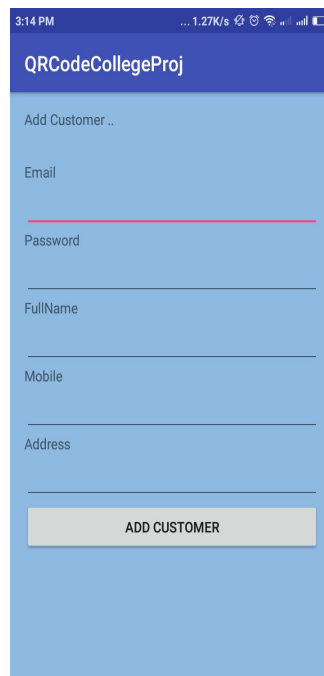 3:14 PM ... 1.27K/s
QRCodeCollegeProj
Add Customer ..
Email
Password
FullName
Mobile
Address
ADD CUSTOMER